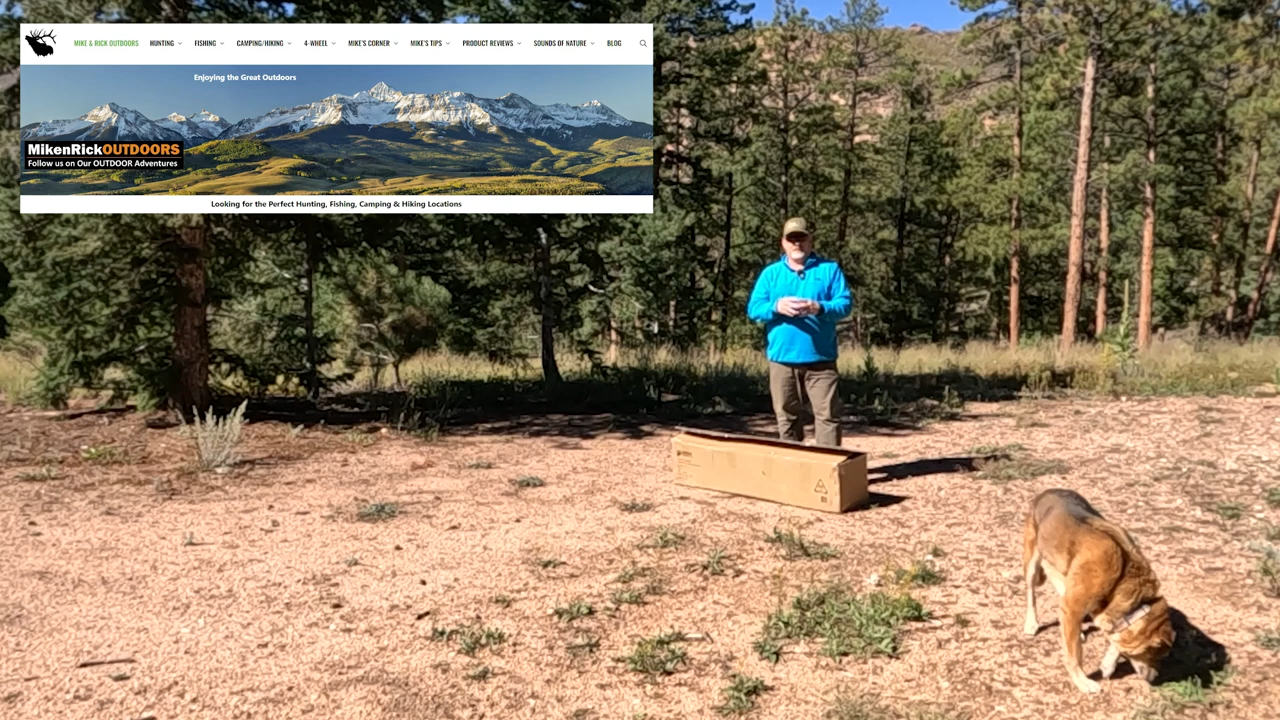 MIKE & RICK OUTDOORS HUNTING FISHING CAMPING/HIKING 4-WHEEL MIKE'S CORNER MIKE'S TIPS PRODUCT REVIEWS SOUNDS OF NATURE BLOG
Enjoying the Great Outdoors
MikenRickOUTDOORS
Follow us on Our OUTDOOR Adventures
Looking for the Perfect Hunting, Fishing, Camping & Hiking Locations